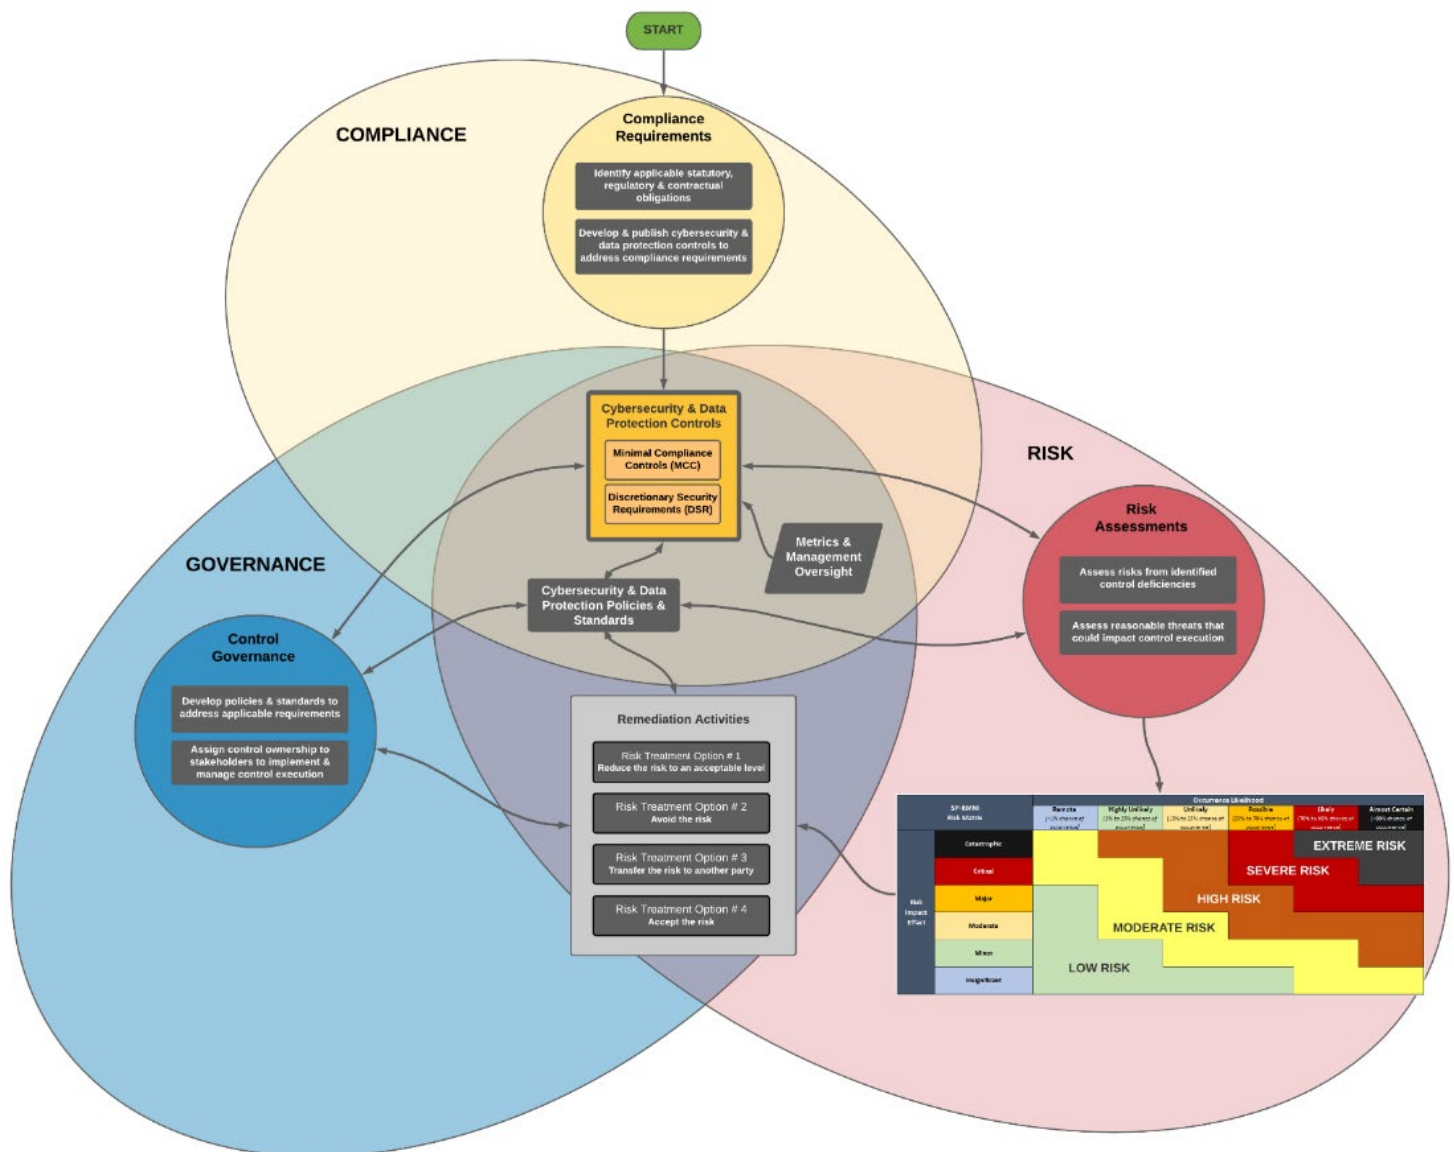 START
COMPLIANCE
Compliance
Requirements
Identify applicable statutory,
regulatory & contractual
obligations
Develop & publish cybersecurity &
data protection controls to
address compliance requirements
Cybersecurity & Data
Protection Controls
Minimal Compliance
Controls (MCC)
Discretionary Security
Requirements (DSR)
RISK
Risk
Assessments
Assess risks from identified
control deficiencies
Assess reasonable threats that
could impact control execution
Metrics &
Management
Oversight
GOVERNANCE
Cybersecurity & Data
Protection Policies &
Standards
Control
Governance
Develop policies & standards to
address applicable requirements
Assign control ownership to
stakeholders to implement &
manage control execution
Remediation Activities
Risk Treatment Option # 1
Reduce the risk to an acceptable level
Risk Treatment Option # 2
Avoid the risk
Risk Treatment Option # 3
Transfer the risk to another party
Risk Treatment Option # 4
Accept the risk
SP-RMM
Risk Matrix
Occurrence Likelihood
Remote
Highly Unlikely
Unlikely
Possible
Likely
Almost Certain
Risk
Impact
Effect
Catastrophic
Critical
Major
Moderate
Minor
Insignificant
EXTREME RISK
SEVERE RISK
HIGH RISK
MODERATE RISK
LOW RISK